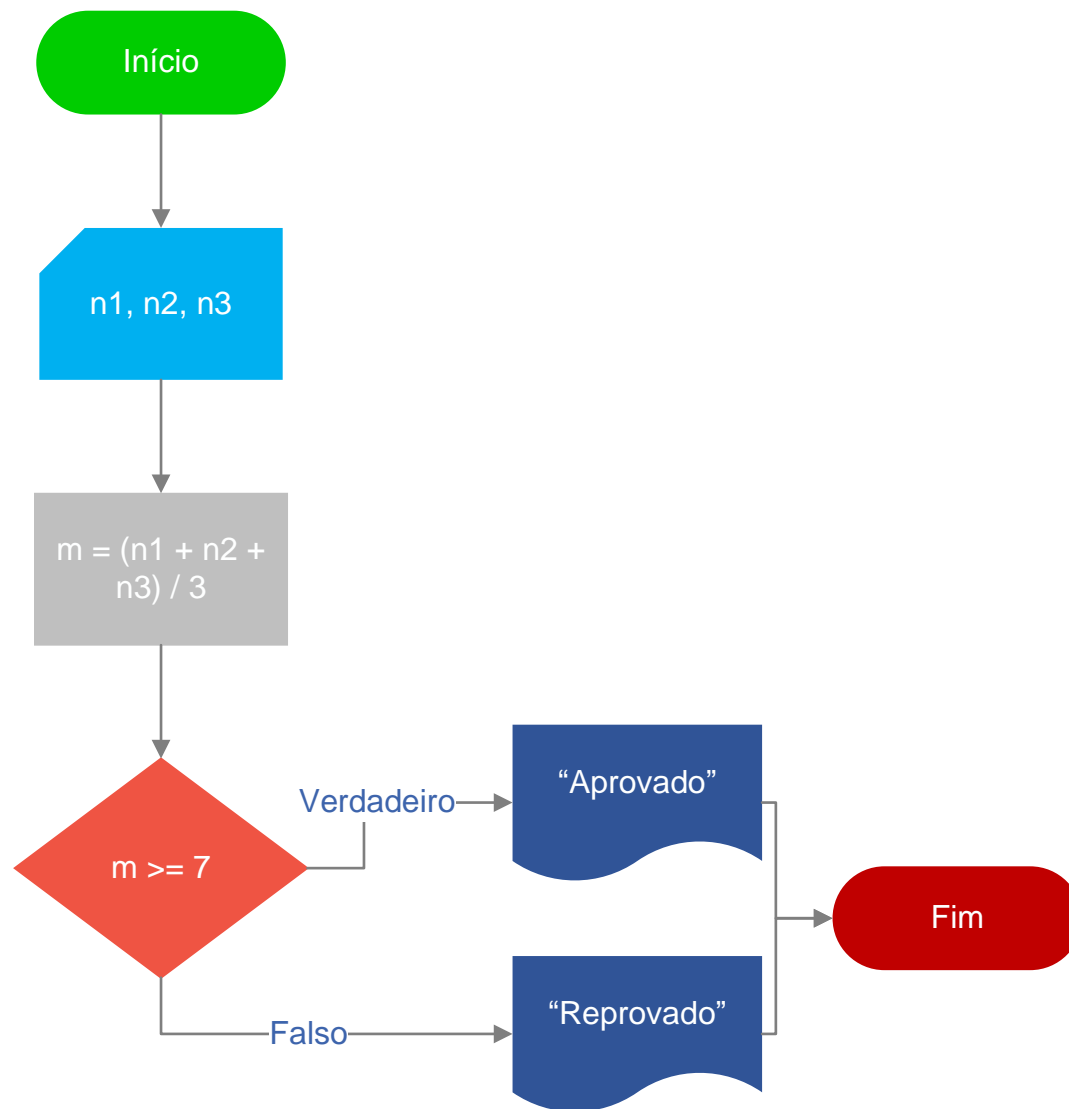 Início
n1, n2, n3
m = (n1 + n2 +
n3) / 3
m >= 7
Verdadeiro
“Aprovado”
Falso
“Reprovado”
Fim